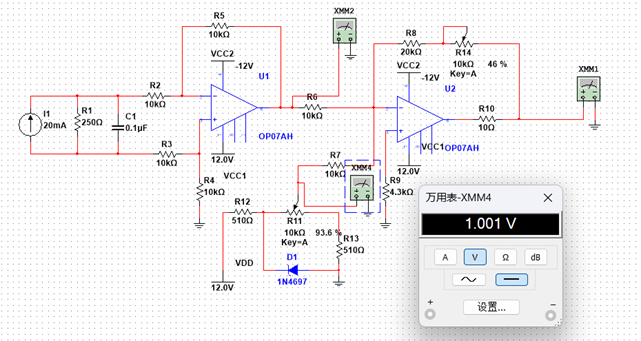 XMM2
R5
10kΩ
VCC2
-12V
U1
R2
10kΩ
I1
20mA
R1
250Ω
C1
0.1µF
R3
10kΩ
OP07AH
12.0V
VCC1
R4
10kΩ
R6
10kΩ
R8
20kΩ
R14
10kΩ
Key=A
46 %
VCC2
-12V
U2
XMM1
R10
10Ω
VCC1
OP07AH
12.0V
R7
10kΩ
XMM4
R9
4.3kΩ
R12
510Ω
R11
10kΩ
Key=A
93.6 %
R13
510Ω
D1
1N4697
VDD
12.0V
万用表-XMM4
1.001 V
A
V
Ω
dB
+
设置...
−